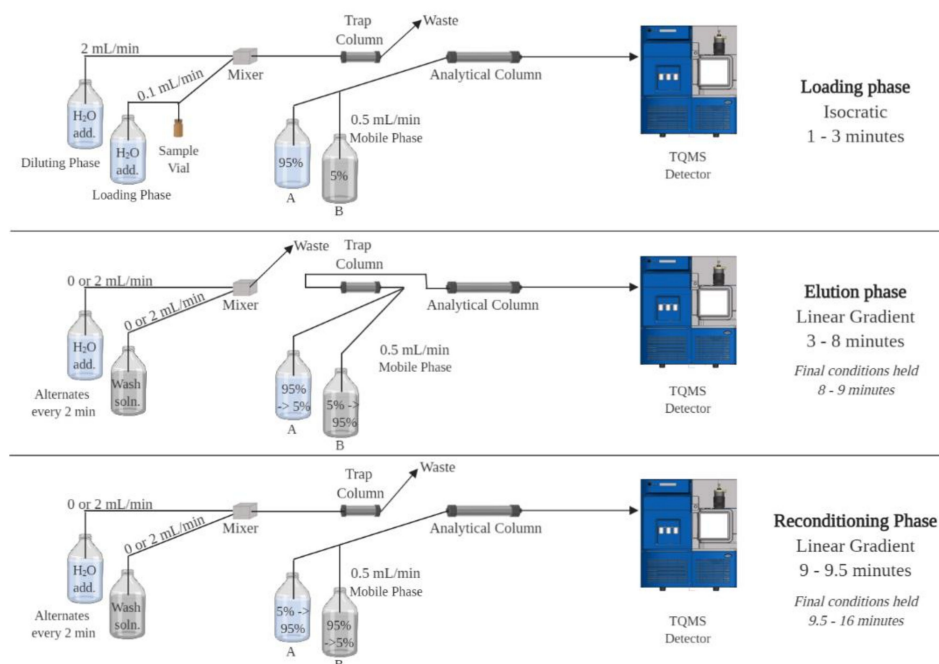 Waste
Trap
Column
2 mL/min
Mixer
Analytical Column
0.1 mL/min
H₂O
add.
Diluting Phase
H₂O
add.
Loading Phase
Sample
Vial
0.5 mL/min
Mobile Phase
95%
A
5%
B
TQMS
Detector
Loading phase
Isocratic
1 - 3 minutes
Waste
Trap
Column
0 or 2 mL/min
Mixer
Analytical Column
0 or 2 mL/min
H₂O
add.
Alternates
every 2 min
Wash
soln.
0.5 mL/min
Mobile Phase
95%
-> 5%
A
5% ->
95%
B
TQMS
Detector
Elution phase
Linear Gradient
3 - 8 minutes
Final conditions held
8 - 9 minutes
Waste
Trap
Column
0 or 2 mL/min
Mixer
Analytical Column
0 or 2 mL/min
H₂O
add.
Alternates
every 2 min
Wash
soln.
0.5 mL/min
Mobile Phase
5% ->
95%
A
95%
->5%
B
TQMS
Detector
Reconditioning Phase
Linear Gradient
9 - 9.5 minutes
Final conditions held
9.5 - 16 minutes